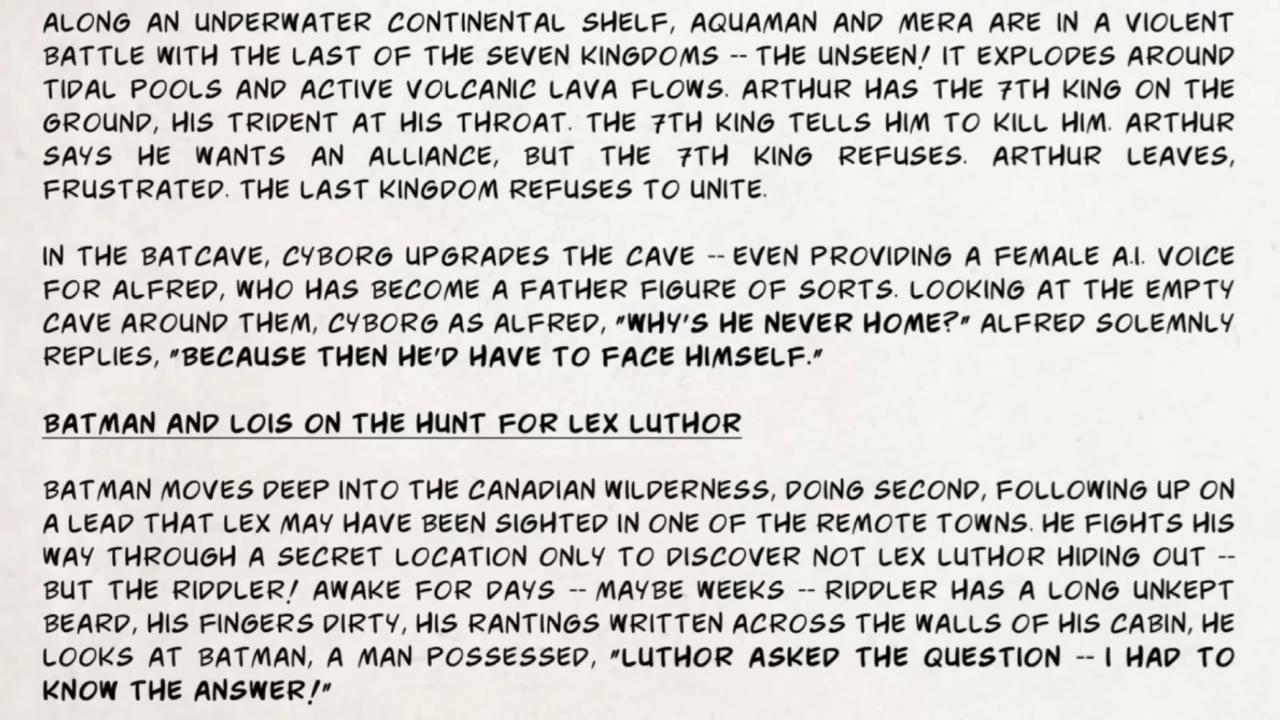 ALONG AN UNDERWATER CONTINENTAL SHELF, AQUAMAN AND MERA ARE IN A VIOLENT
BATTLE WITH THE LAST OF THE SEVEN KINGDOMS -- THE UNSEEN! IT EXPLODES AROUND
TIDAL POOLS AND ACTIVE VOLCANIC LAVA FLOWS. ARTHUR HAS THE 7TH KING ON THE
GROUND, HIS TRIDENT AT HIS THROAT. THE 7TH KING TELLS HIM TO KILL HIM. ARTHUR
SAYS HE WANTS AN ALLIANCE, BUT THE 7TH KING REFUSES. ARTHUR LEAVES,
FRUSTRATED. THE LAST KINGDOM REFUSES TO UNITE.
IN THE BATCAVE, CYBORG UPGRADES THE CAVE -- EVEN PROVIDING A FEMALE A.I. VOICE
FOR ALFRED, WHO HAS BECOME A FATHER FIGURE OF SORTS. LOOKING AT THE EMPTY
CAVE AROUND THEM, CYBORG AS ALFRED, "WHY'S HE NEVER HOME?" ALFRED SOLEMNLY
REPLIES, "BECAUSE THEN HE'D HAVE TO FACE HIMSELF."
BATMAN AND LOIS ON THE HUNT FOR LEX LUTHOR
BATMAN MOVES DEEP INTO THE CANADIAN WILDERNESS, DOING SECOND, FOLLOWING UP ON
A LEAD THAT LEX MAY HAVE BEEN SIGHTED IN ONE OF THE REMOTE TOWNS. HE FIGHTS HIS
WAY THROUGH A SECRET LOCATION ONLY TO DISCOVER NOT LEX LUTHOR HIDING OUT --
BUT THE RIDDLER! AWAKE FOR DAYS -- MAYBE WEEKS -- RIDDLER HAS A LONG UNKEPT
BEARD, HIS FINGERS DIRTY, HIS RANTINGS WRITTEN ACROSS THE WALLS OF HIS CABIN, HE
LOOKS AT BATMAN, A MAN POSSESSED, "LUTHOR ASKED THE QUESTION -- I HAD TO
KNOW THE ANSWER!"